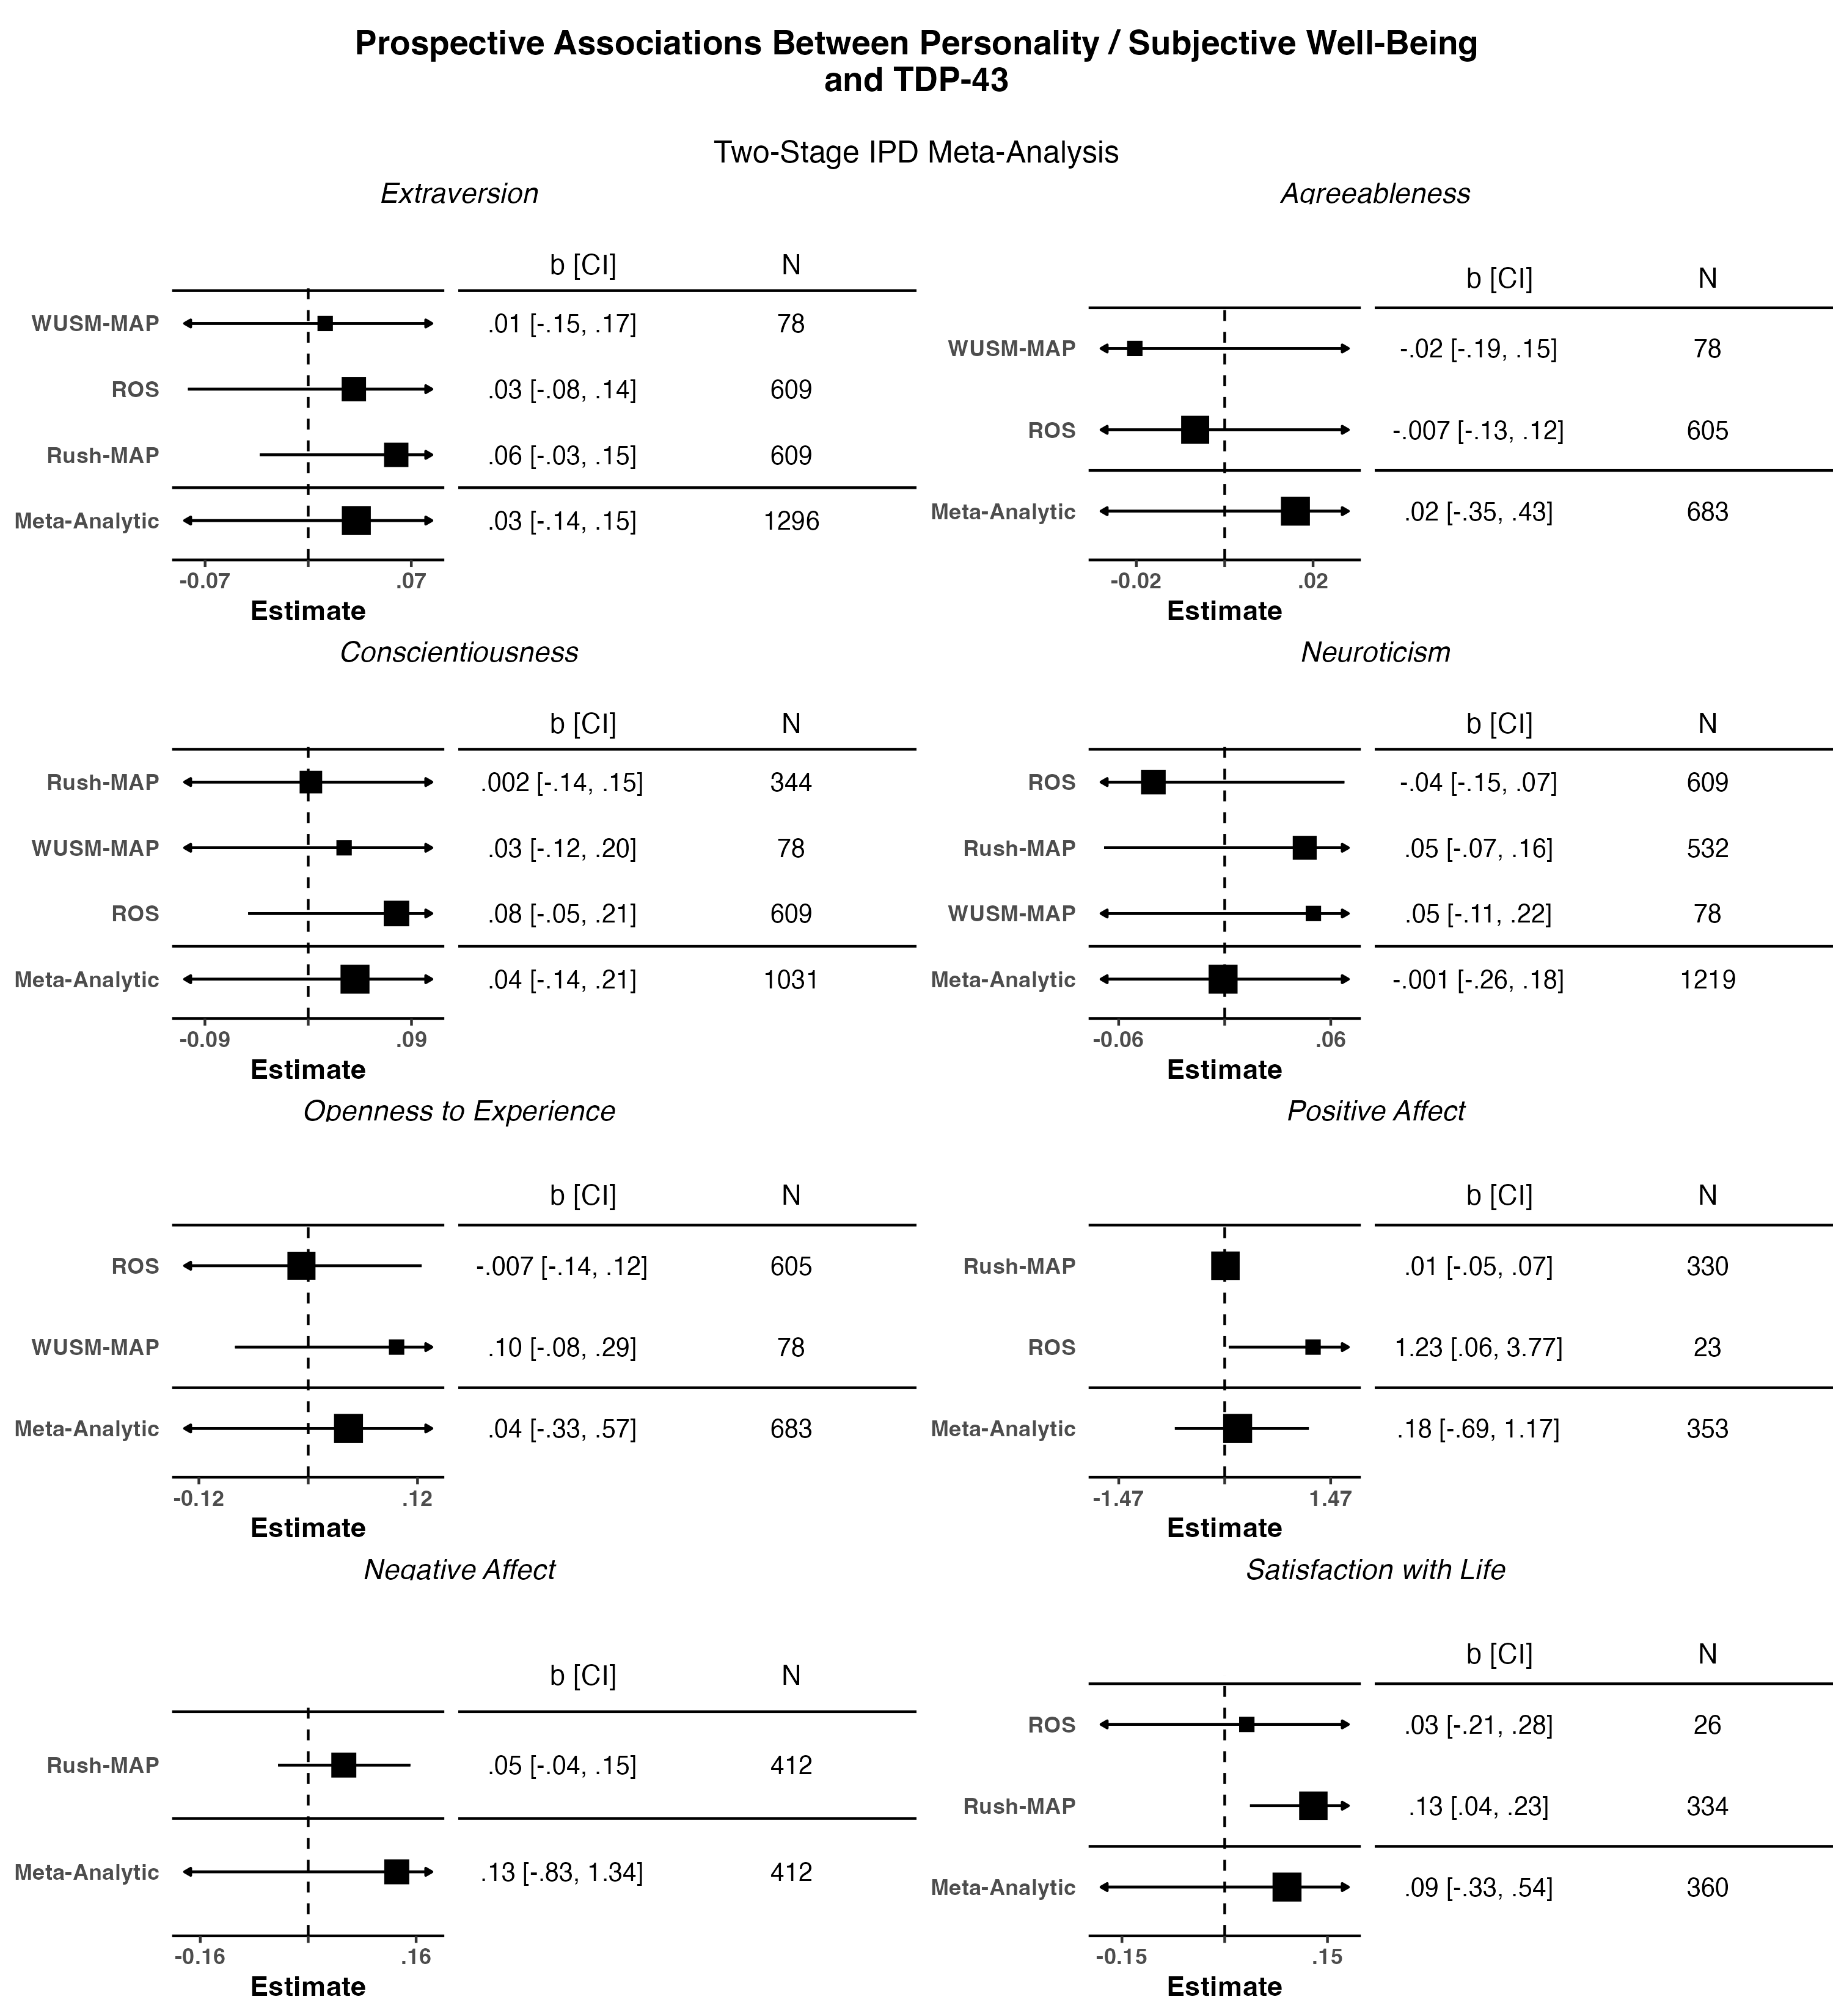 Prospective Associations Between Personality / Subjective Well-Being
and TDP-43
Two-Stage IPD Meta-Analysis
Extraversion
b [CI] N
WUSM-MAP .01 [-.15, .17] 78
ROS .03 [-.08, .14] 609
Rush-MAP .06 [-.03, .15] 609
Meta-Analytic .03 [-.14, .15] 1296
-0.07 .07
Estimate
Agreeableness
b [CI] N
WUSM-MAP -.02 [-.19, .15] 78
ROS -.007 [-.13, .12] 605
Meta-Analytic .02 [-.35, .43] 683
-0.02 .02
Estimate
Conscientiousness
b [CI] N
Rush-MAP .002 [-.14, .15] 344
WUSM-MAP .03 [-.12, .20] 78
ROS .08 [-.05, .21] 609
Meta-Analytic .04 [-.14, .21] 1031
-0.09 .09
Estimate
Neuroticism
b [CI] N
ROS -.04 [-.15, .07] 609
Rush-MAP .05 [-.07, .16] 532
WUSM-MAP .05 [-.11, .22] 78
Meta-Analytic -.001 [-.26, .18] 1219
-0.06 .06
Estimate
Openness to Experience
b [CI] N
ROS -.007 [-.14, .12] 605
WUSM-MAP .10 [-.08, .29] 78
Meta-Analytic .04 [-.33, .57] 683
-0.12 .12
Estimate
Positive Affect
b [CI] N
Rush-MAP .01 [-.05, .07] 330
ROS 1.23 [.06, 3.77] 23
Meta-Analytic .18 [-.69, 1.17] 353
-1.47 1.47
Estimate
Negative Affect
b [CI] N
Rush-MAP .05 [-.04, .15] 412
Meta-Analytic .13 [-.83, 1.34] 412
-0.16 .16
Estimate
Satisfaction with Life
b [CI] N
ROS .03 [-.21, .28] 26
Rush-MAP .13 [.04, .23] 334
Meta-Analytic .09 [-.33, .54] 360
-0.15 .15
Estimate